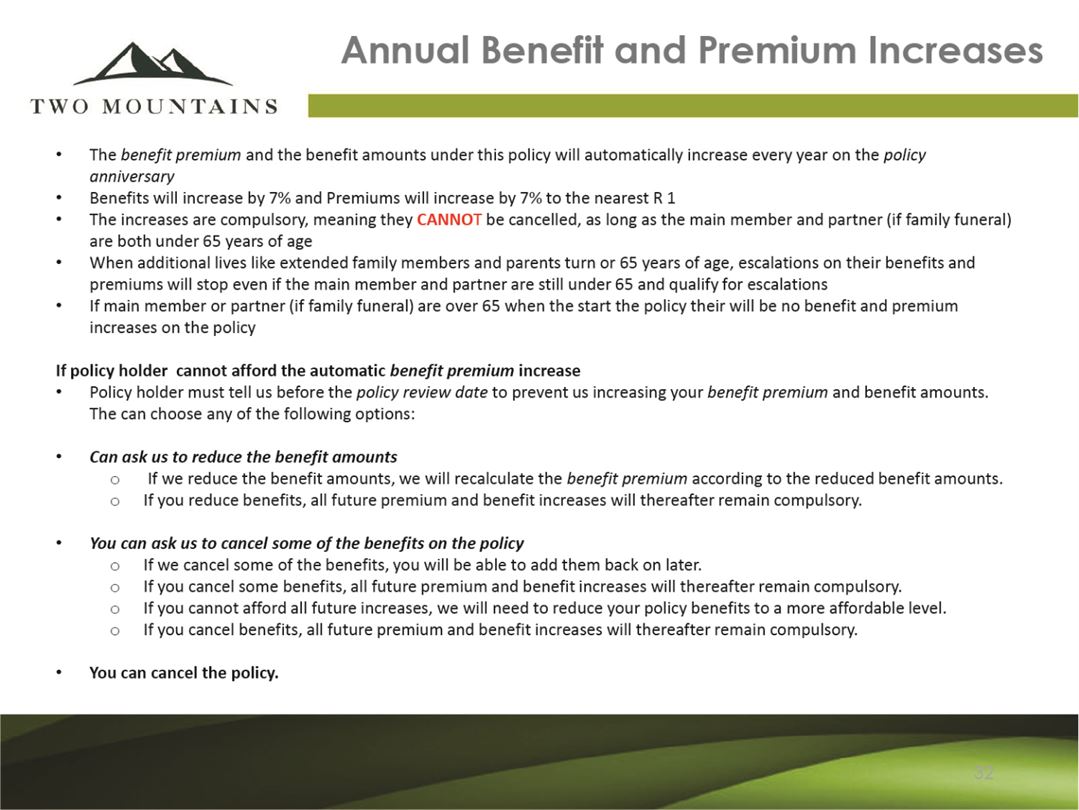 Annual Benefit and Premium Increases
TWO MOUNTAINS
• The benefit premium and the benefit amounts under this policy will automatically increase every year on the policy
anniversary
• Benefits will increase by 7% and Premiums will increase by 7% to the nearest R 1
• The increases are compulsory, meaning they CANNOT be cancelled, as long as the main member and partner (if family funeral)
are both under 65 years of age
• When additional lives like extended family members and parents turn or 65 years of age, escalations on their benefits and
premiums will stop even if the main member and partner are still under 65 and qualify for escalations
• If main member or partner (if family funeral) are over 65 when the start the policy their will be no benefit and premium
increases on the policy
If policy holder  cannot afford the automatic benefit premium increase
• Policy holder must tell us before the policy review date to prevent us increasing your benefit premium and benefit amounts.
The can choose any of the following options:
• Can ask us to reduce the benefit amounts
o If we reduce the benefit amounts, we will recalculate the benefit premium according to the reduced benefit amounts.
o If you reduce benefits, all future premium and benefit increases will thereafter remain compulsory.
• You can ask us to cancel some of the benefits on the policy
o If we cancel some of the benefits, you will be able to add them back on later.
o If you cancel some benefits, all future premium and benefit increases will thereafter remain compulsory.
o If you cannot afford all future increases, we will need to reduce your policy benefits to a more affordable level.
o If you cancel benefits, all future premium and benefit increases will thereafter remain compulsory.
• You can cancel the policy.
32